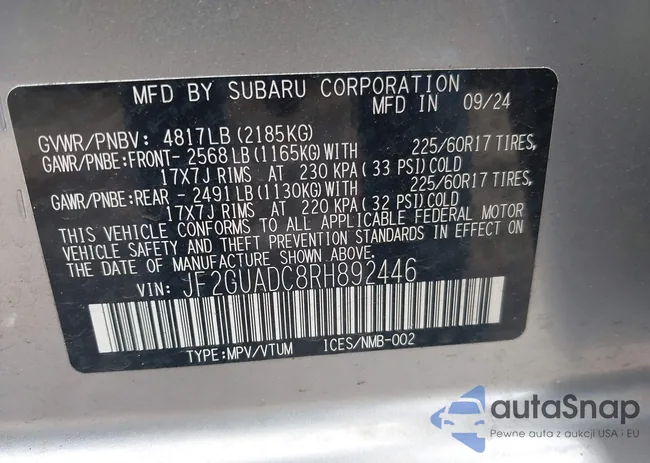 MFD BY SUBARU CORPORATION
MFD IN 09/24
GVWR/PNBV: 4817LB (2185KG)
GAWR/PNBE:FRONT- 2568LB (1165KG)WITH 225/60R17 TIRES,
17X7J RIMS AT 230 KPA (33 PSI)COLD
GAWR/PNBE:REAR - 2491LB (1130KG)WITH 225/60R17 TIRES,
17X7J RIMS AT 220 KPA (32 PSI)COLD
THIS VEHICLE CONFORMS TO ALL APPLICABLE FEDERAL MOTOR
VEHICLE SAFETY AND THEFT PREVENTION STANDARDS IN EFFECT ON
THE DATE OF MANUFACTURE SHOWN ABOVE.
VIN: JF2GUADC8RH892446
TYPE:MPV/VTUM ICES/NMB-002
autaSnap
Pewne auta z aukcji USA i EU